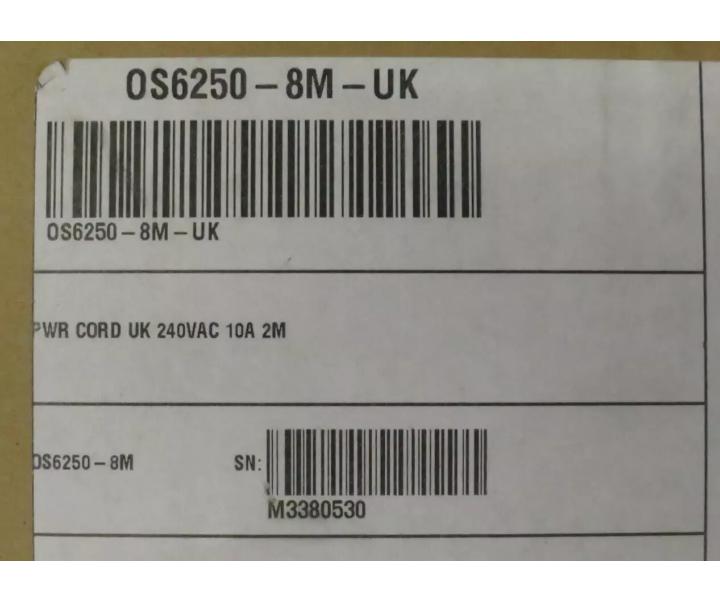 OS6250 – 8M – UK
OS6250 – 8M – UK
PWR CORD UK 240VAC 10A 2M
OS6250 – 8M SN:
M3380530